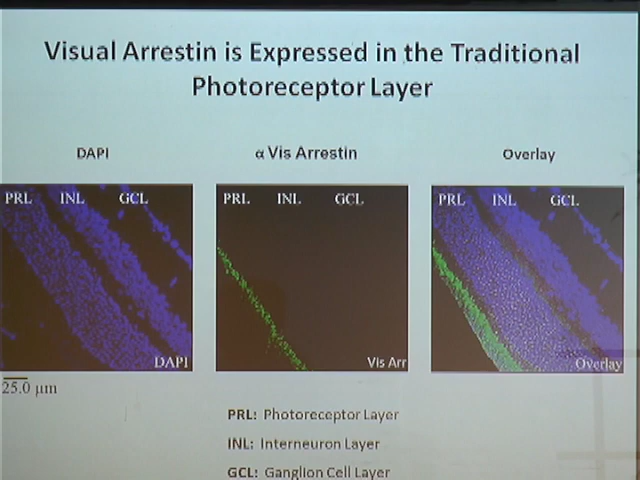 Visual Arrestin is Expressed in the Traditional
Photoreceptor Layer
DAPI
α Vis Arrestin
Overlay
PRL INL GCL
PRL INL GCL
PRL INL GCL
DAPI
Vis Arr
Overlay
25.0 µm
PRL: Photoreceptor Layer
INL: Interneuron Layer
GCL: Ganglion Cell Layer